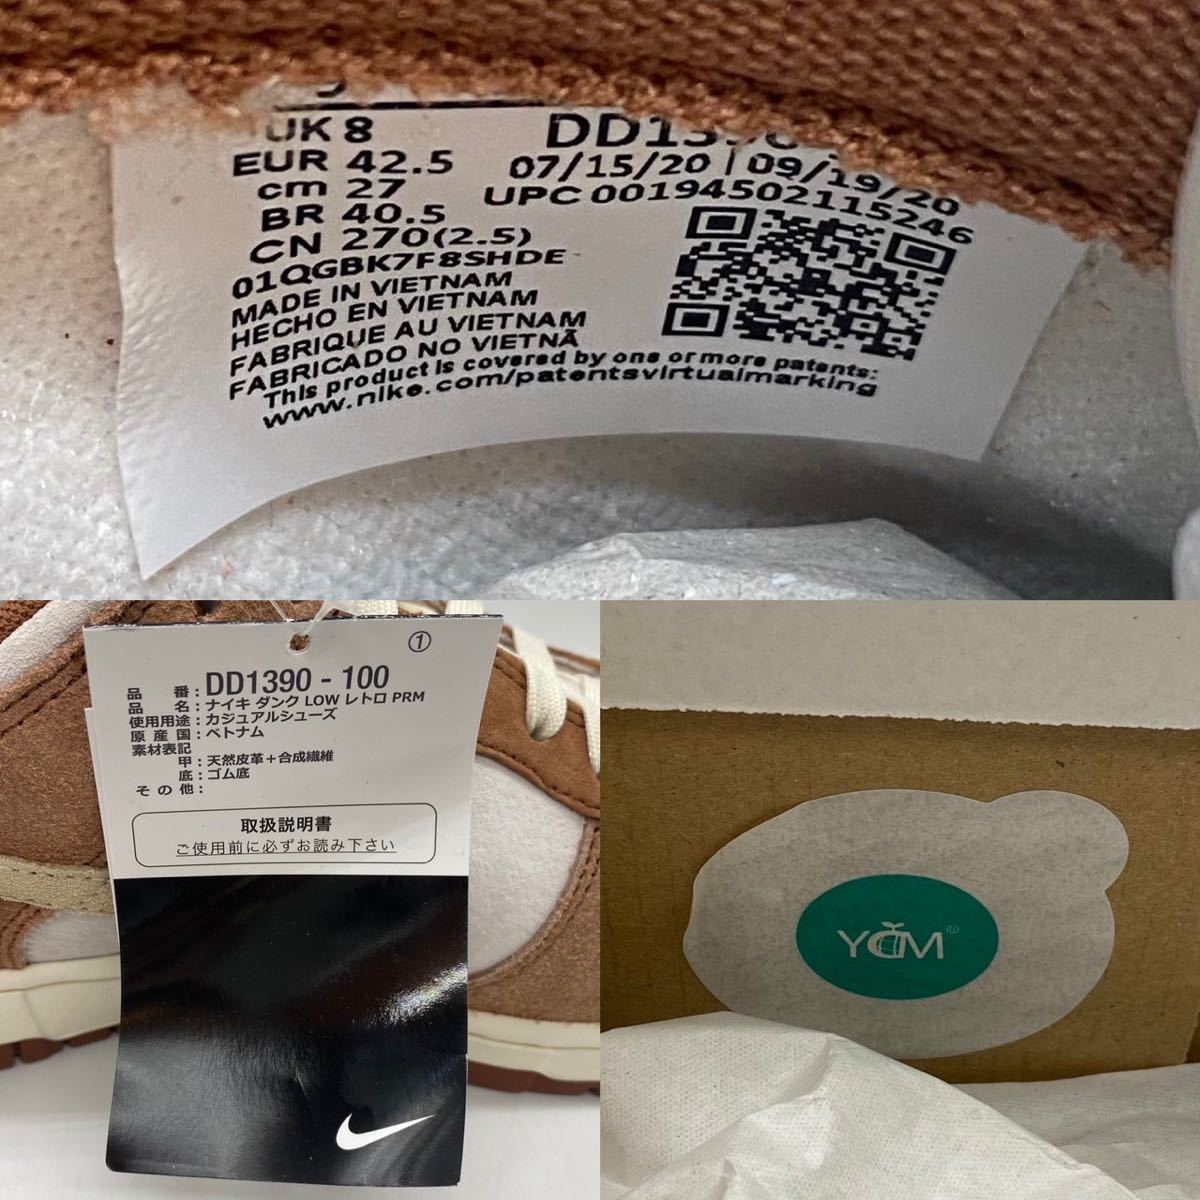 UK 8
EUR 42.5
cm 27
BR 40.5
CN 270(2.5)
07/15/20 | 09/19/20
UPC 00194502115246
01QGBK7F8SHDE
MADE IN VIETNAM
HECHO EN VIETNAM
FABRIQUE AU VIETNAM
FABRICADO NO VIETNÃ
This product is covered by one or more patents:
www.nike.com/patentsvirtualmarking
①
品 番：DD1390 - 100
品 名：ナイキ ダンク LOW レトロ PRM
使用用途：カジュアルシューズ
原 産 国：ベトナム
素材表記
甲：天然皮革＋合成繊維
底：ゴム底
そ の 他：
取扱説明書
ご使用前に必ずお読み下さい
YCM®